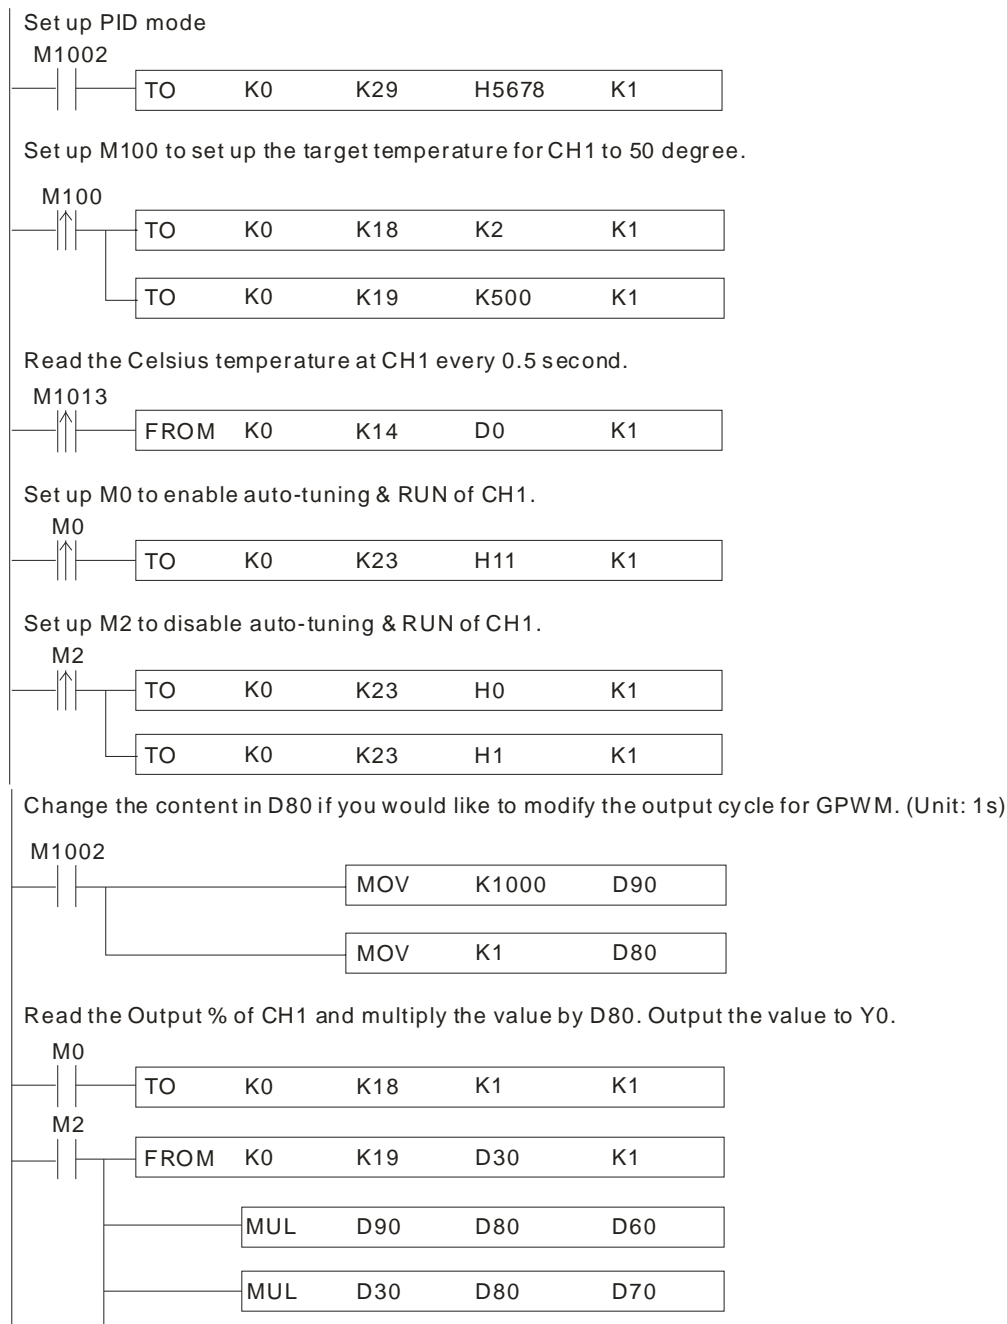 Set up PID mode
M1002
TO K0 K29 H5678 K1
Set up M100 to set up the target temperature for CH1 to 50 degree.
M100
TO K0 K18 K2 K1
TO K0 K19 K500 K1
Read the Celsius temperature at CH1 every 0.5 second.
M1013
FROM K0 K14 D0 K1
Set up M0 to enable auto-tuning & RUN of CH1.
M0
TO K0 K23 H11 K1
Set up M2 to disable auto-tuning & RUN of CH1.
M2
TO K0 K23 H0 K1
TO K0 K23 H1 K1
Change the content in D80 if you would like to modify the output cycle for GPWM. (Unit: 1s)
M1002
MOV K1000 D90
MOV K1 D80
Read the Output % of CH1 and multiply the value by D80. Output the value to Y0.
M0
TO K0 K18 K1 K1
M2
FROM K0 K19 D30 K1
MUL D90 D80 D60
MUL D30 D80 D70